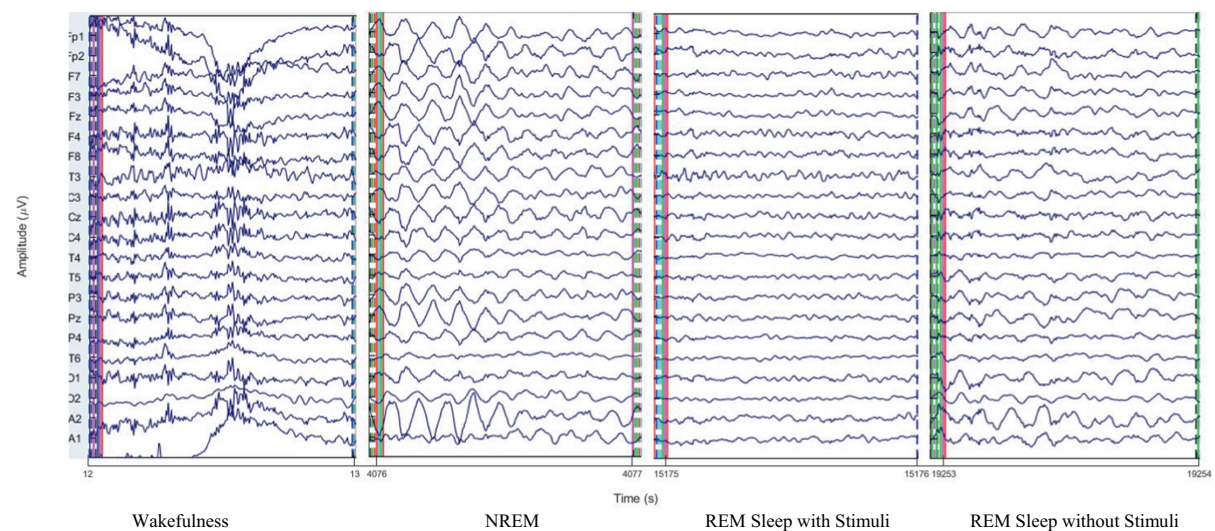 Fp1
Fp2
F7
F3
Fz
F4
F8
T3
C3
Cz
C4
T4
T5
P3
Pz
P4
T6
O1
O2
A2
A1
Amplitude (μV)
12 13 4076 4077 15175 15176 19253 19254
Time (s)
Wakefulness NREM REM Sleep with Stimuli REM Sleep without Stimuli